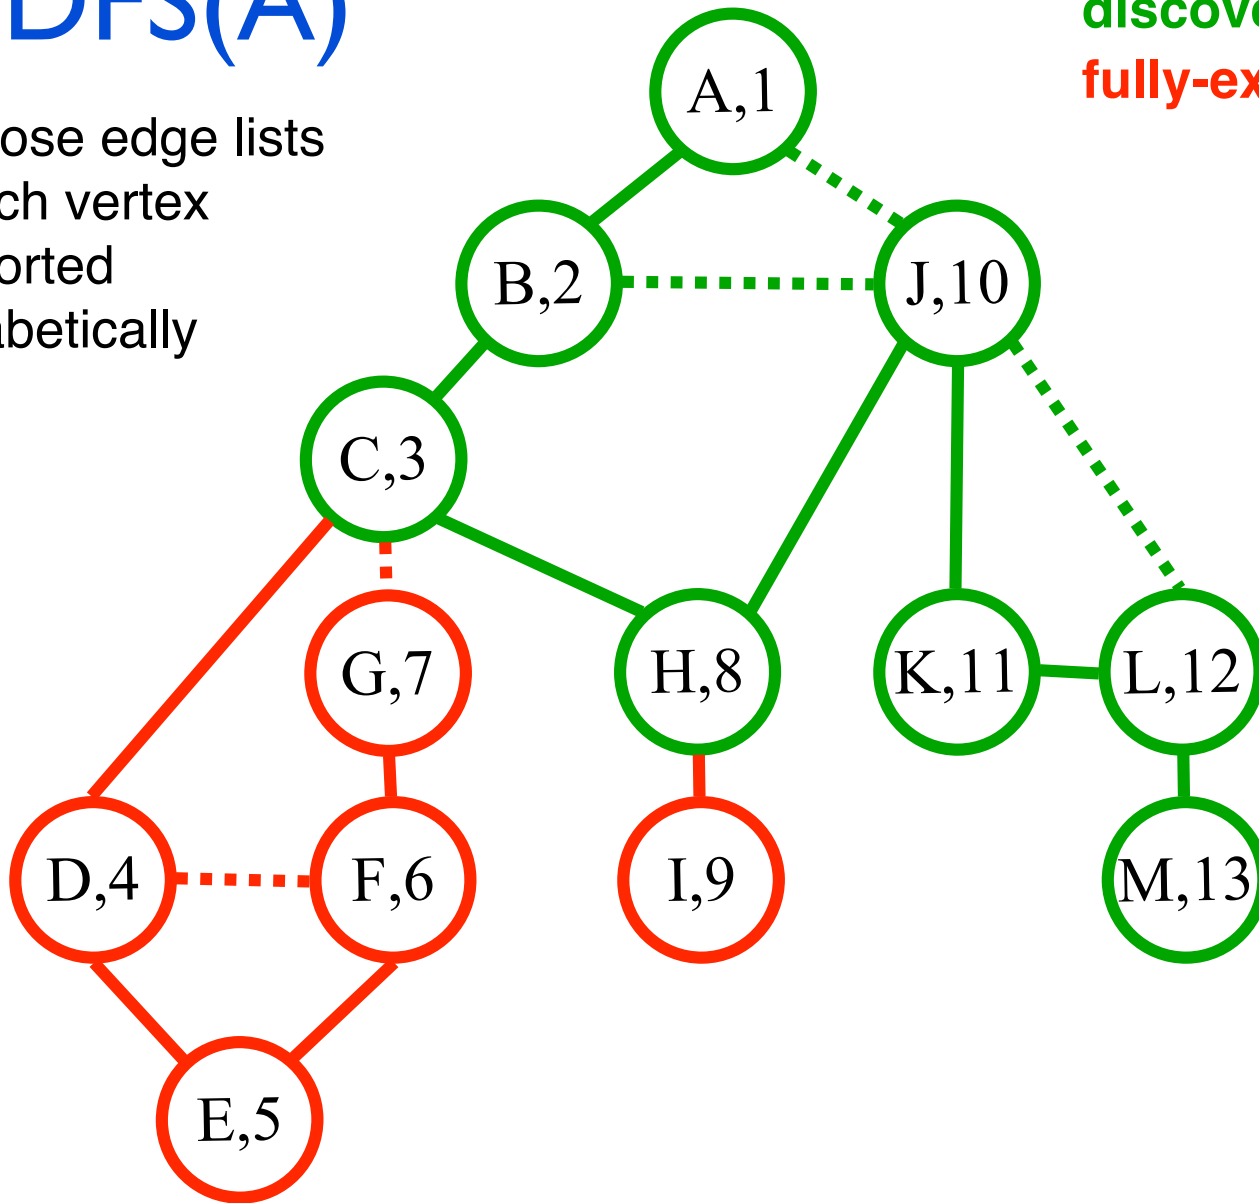 DFS(A)
ose edge lists
ch vertex
orted
abetically
discove
fully-ex
A,1
B,2
J,10
C,3
G,7
H,8
K,11
L,12
D,4
F,6
I,9
M,13
E,5